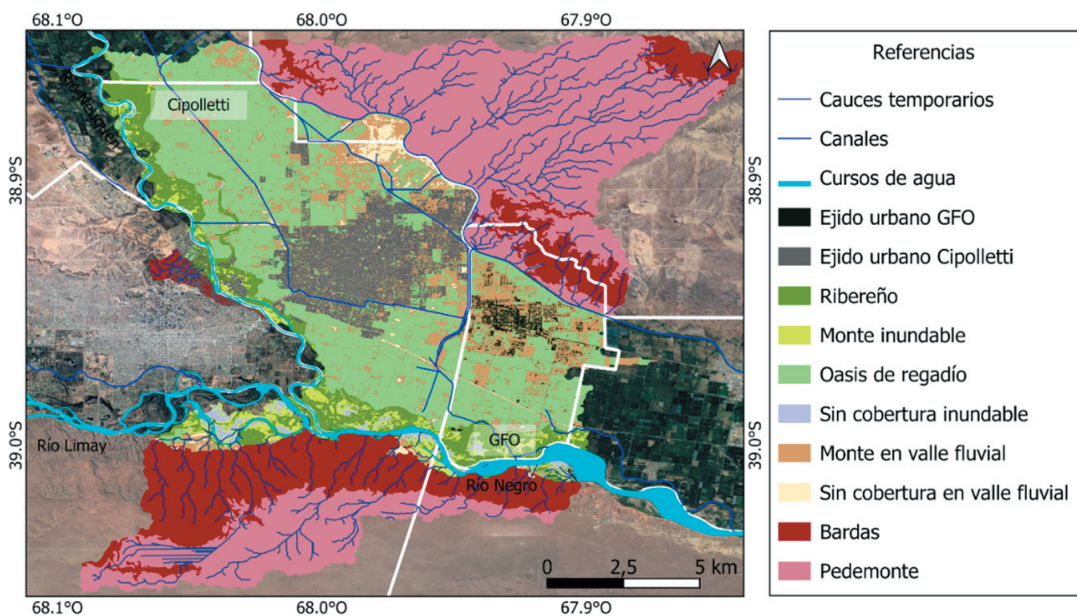 68.1°O
68.0°O
67.9°O
38.9°S
39.0°S
Río Neuquén
Cipolletti
Río Limay
GFO
Río Negro
0
2,5
5 km
38.9°S
39.0°S
68.1°O
68.0°O
67.9°O
Referencias
Cauces temporarios
Canales
Cursos de agua
Ejido urbano GFO
Ejido urbano Cipolletti
Ribereño
Monte inundable
Oasis de regadío
Sin cobertura inundable
Monte en valle fluvial
Sin cobertura en valle fluvial
Bardas
Pedemonte